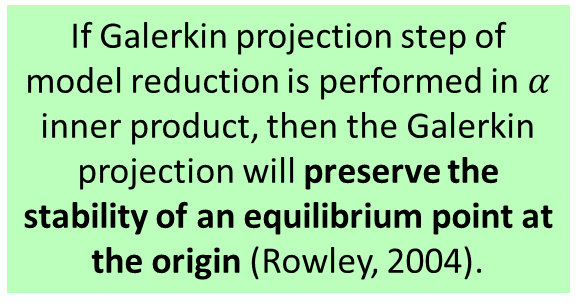 If Galerkin projection step of
model reduction is performed in α
inner product, then the Galerkin
projection will preserve the
stability of an equilibrium point at
the origin (Rowley, 2004).